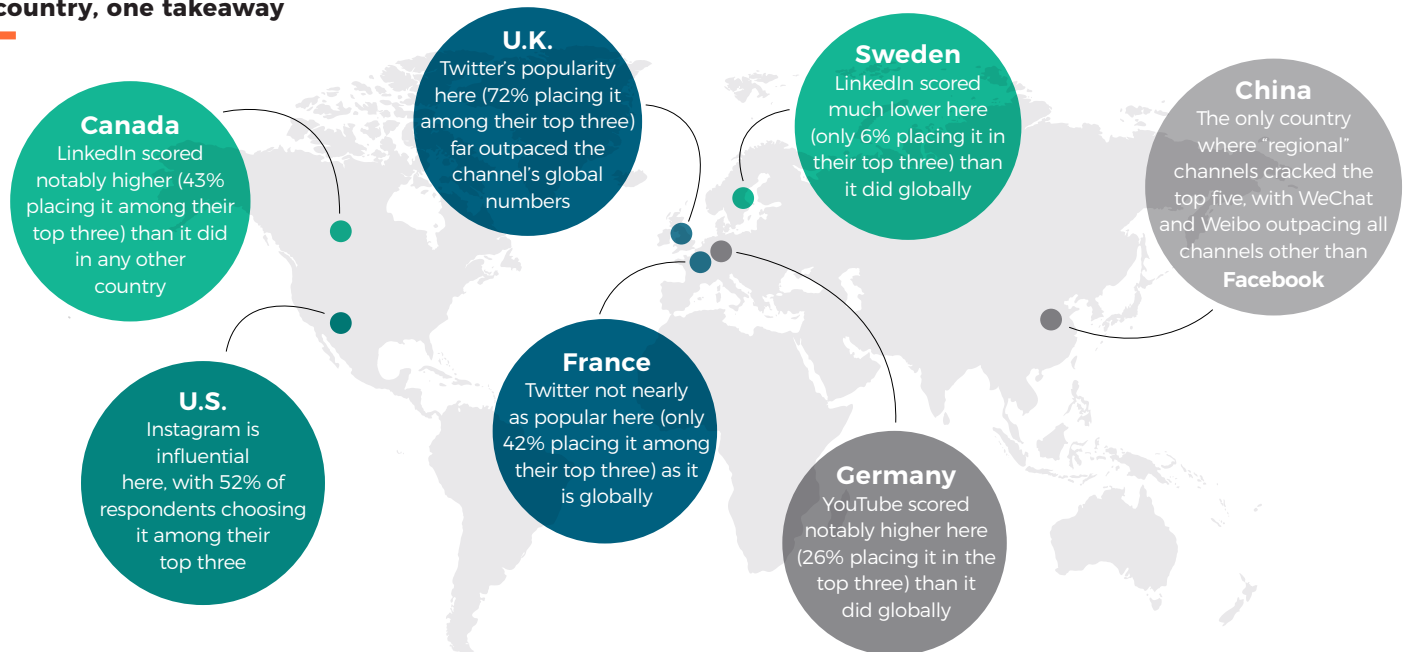 country, one takeaway
U.K.
Twitter's popularity
here (72% placing it
among their top three)
far outpaced the
channel's global
numbers
Sweden
LinkedIn scored
much lower here
(only 6% placing it in
their top three) than
it did globally
China
The only country
where “regional”
channels cracked the
top five, with WeChat
and Weibo outpacing all
channels other than
Facebook
Canada
LinkedIn scored
notably higher (43%
placing it among their
top three) than it did
in any other
country
U.S.
Instagram is
influential
here, with 52% of
respondents choosing
it among their
top three
France
Twitter not nearly
as popular here (only
42% placing it among
their top three) as it
is globally
Germany
YouTube scored
notably higher here
(26% placing it in the
top three) than it
did globally